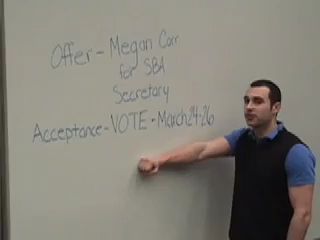 Offer - Megan Carr
for SBA
Secretary
Acceptance - VOTE - March 24-26